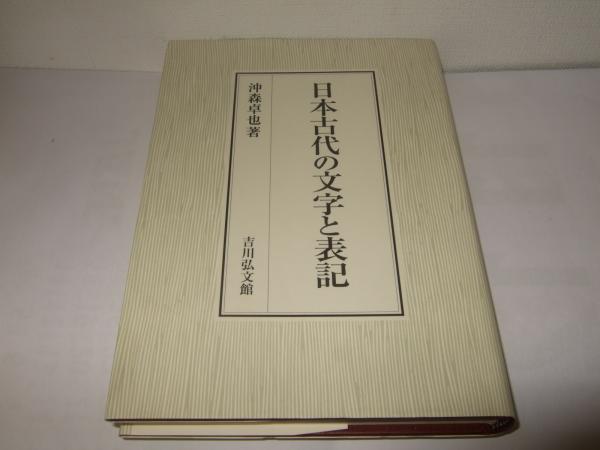 日本古代の文字と表記
沖森卓也著
吉川弘文館